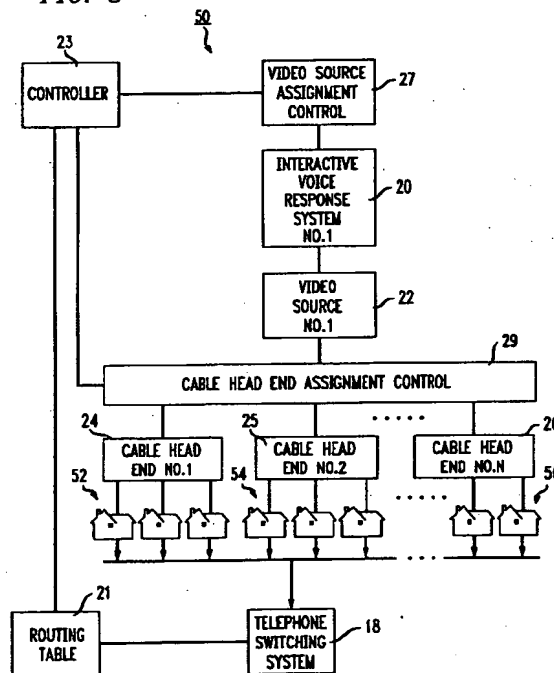 50
23
CONTROLLER
VIDEO SOURCE
ASSIGNMENT
CONTROL
27
INTERACTIVE
VOICE
RESPONSE
SYSTEM
NO.1
20
VIDEO
SOURCE
NO.1
22
29
CABLE HEAD END ASSIGNMENT CONTROL
24
CABLE HEAD
END NO.1
25
CABLE HEAD
END NO.2
CABLE HEAD
END NO.N
52
54
21
ROUTING
TABLE
TELEPHONE
SWITCHING
SYSTEM
18